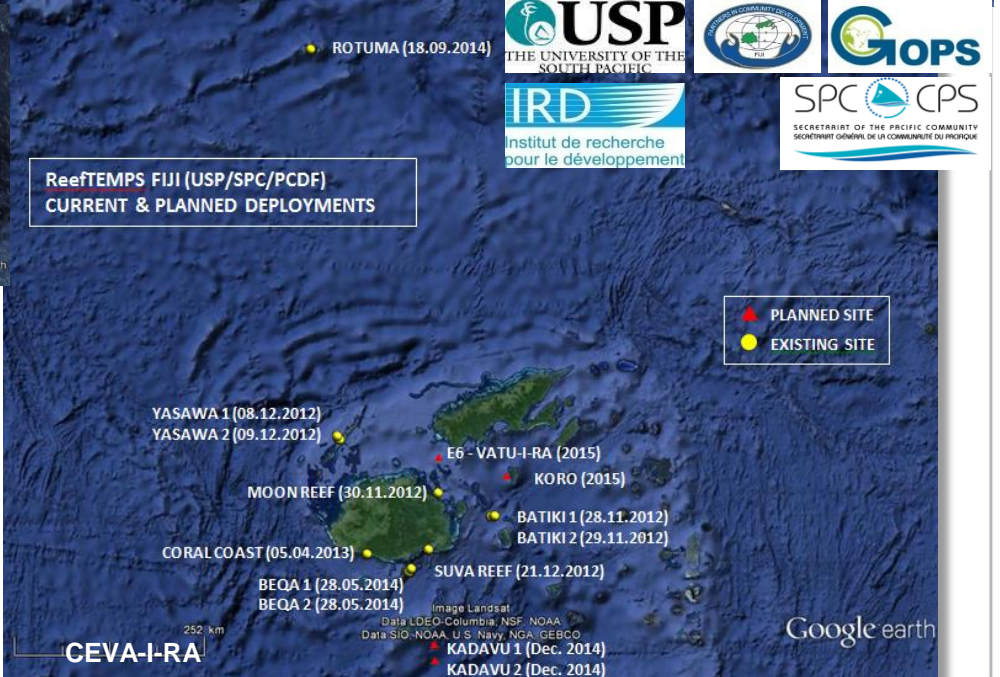 ROTUMA (18.09.2014)
USP
THE UNIVERSITY OF THE
SOUTH PACIFIC
PARTNERS IN COMMUNITY DEVELOPMENT
FIJI
GOPS
IRD
Institut de recherche
pour le développement
SPC CPS
SECRETARIAT OF THE PACIFIC COMMUNITY
SECRÉTARIAT GÉNÉRAL DE LA COMMUNAUTÉ DU PACIFIQUE
ReefTEMPS FIJI (USP/SPC/PCDF)
CURRENT & PLANNED DEPLOYMENTS
PLANNED SITE
EXISTING SITE
YASAWA 1 (08.12.2012)
YASAWA 2 (09.12.2012)
E6 - VATU-I-RA (2015)
KORO (2015)
MOON REEF (30.11.2012)
BATIKI 1 (28.11.2012)
BATIKI 2 (29.11.2012)
CORAL COAST (05.04.2013)
SUVA REEF (21.12.2012)
BEQA 1 (28.05.2014)
BEQA 2 (28.05.2014)
Image Landsat
Data LDEO-Columbia, NSF, NOAA
Data SIO, NOAA, U.S. Navy, NGA, GEBCO
252 km
Google earth
CEVA-I-RA
KADAVU 1 (Dec. 2014)
KADAVU 2 (Dec. 2014)